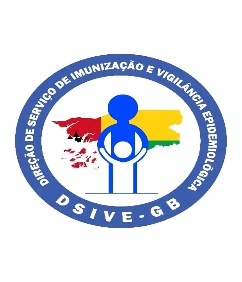 DIREÇÃO DE SERVIÇO DE IMUNIZAÇÃO E VIGILÂNCIA EPIDEMIOLÓGICA
DSIVE-GB